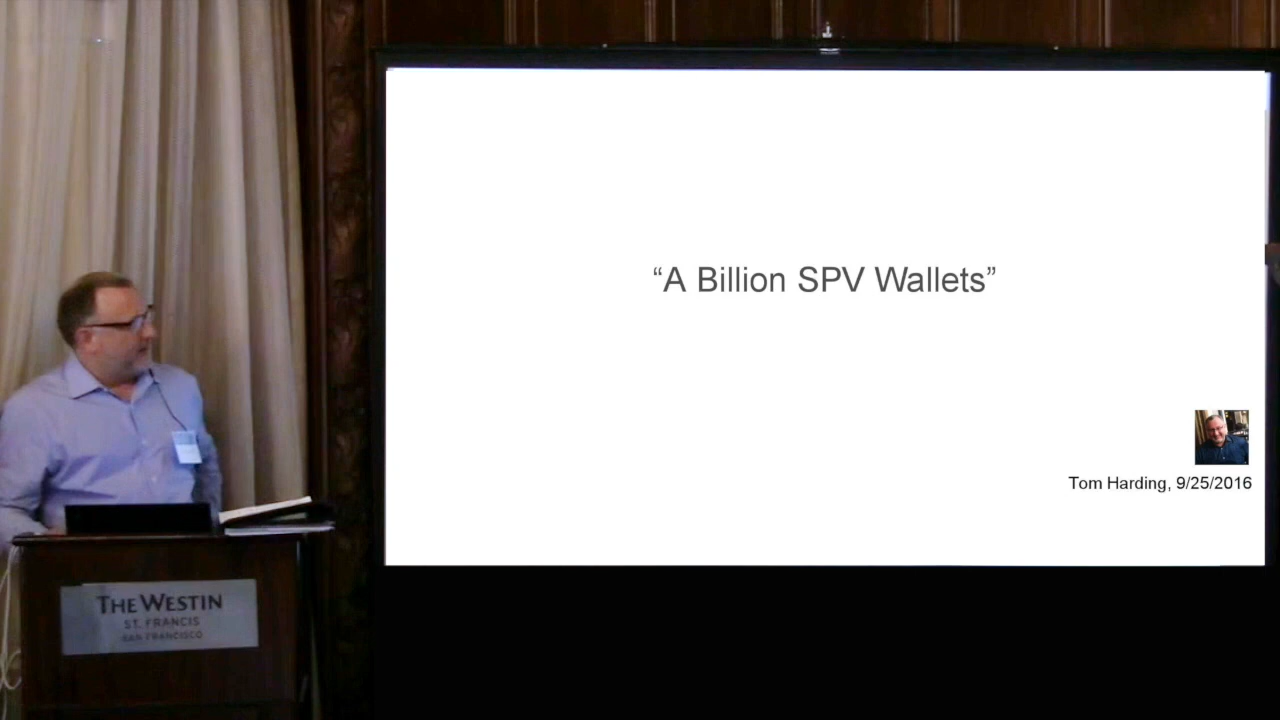 “A Billion SPV Wallets”
Tom Harding, 9/25/2016
THE WESTIN
ST. FRANCIS
SAN FRANCISCO